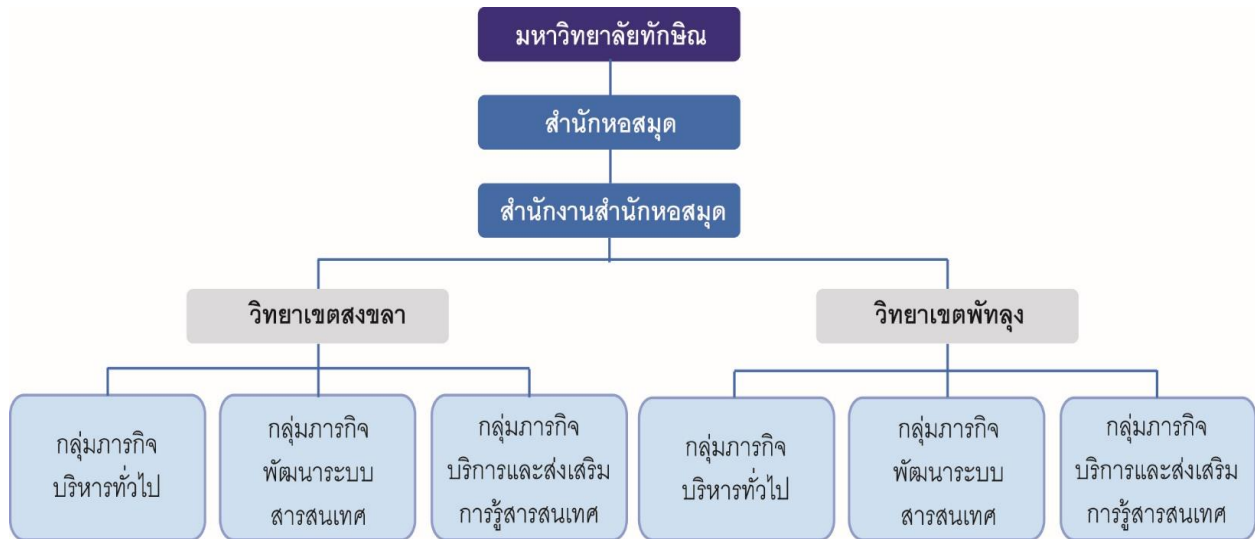 มหาวิทยาลัยทักษิณ
สำนักหอสมุด
สำนักงานสำนักหอสมุด
วิทยาเขตสงขลา
วิทยาเขตพัทลุง
กลุ่มภารกิจ
บริหารทั่วไป
กลุ่มภารกิจ
พัฒนาระบบ
สารสนเทศ
กลุ่มภารกิจ
บริการและส่งเสริม
การรู้สารสนเทศ
กลุ่มภารกิจ
บริหารทั่วไป
กลุ่มภารกิจ
พัฒนาระบบ
สารสนเทศ
กลุ่มภารกิจ
บริการและส่งเสริม
การรู้สารสนเทศ